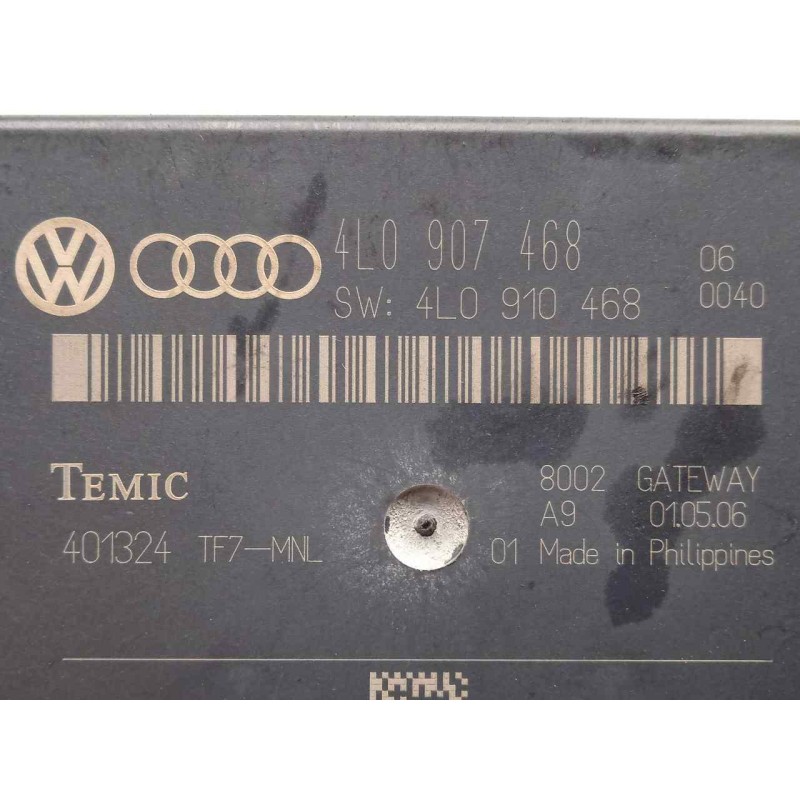 4L0 907 468 06
SW: 4L0 910 468 0040
TEMIC 8002 GATEWAY
A9 01.05.06
401324 TF7-MNL 01 Made in Philippines